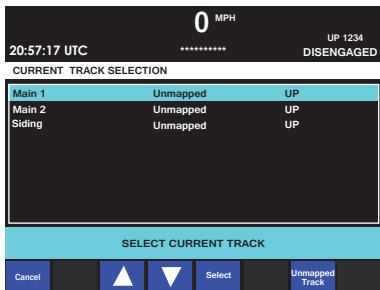 0 MPH
UP 1234
20:57:17 UTC ********** DISENGAGED
CURRENT TRACK SELECTION
Main 1 Unmapped UP
Main 2 Unmapped UP
Siding Unmapped UP
SELECT CURRENT TRACK
Cancel Select Unmapped
Track